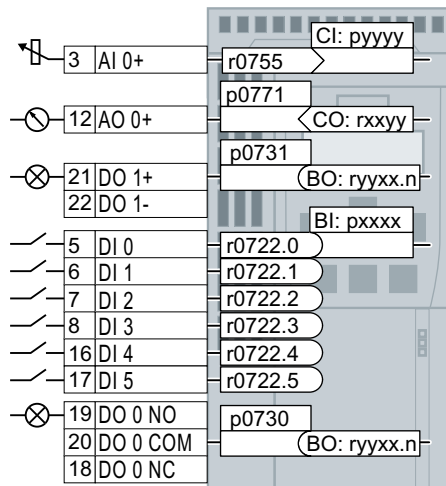 CI: pyyyy
3 AI 0+ r0755
p0771
12 AO 0+ CO: rxxyy
p0731
21 DO 1+ BO: ryyxx.n
22 DO 1-
BI: pxxxx
5 DI 0 r0722.0
6 DI 1 r0722.1
7 DI 2 r0722.2
8 DI 3 r0722.3
16 DI 4 r0722.4
17 DI 5 r0722.5
19 DO 0 NO p0730
20 DO 0 COM BO: ryyxx.n
18 DO 0 NC